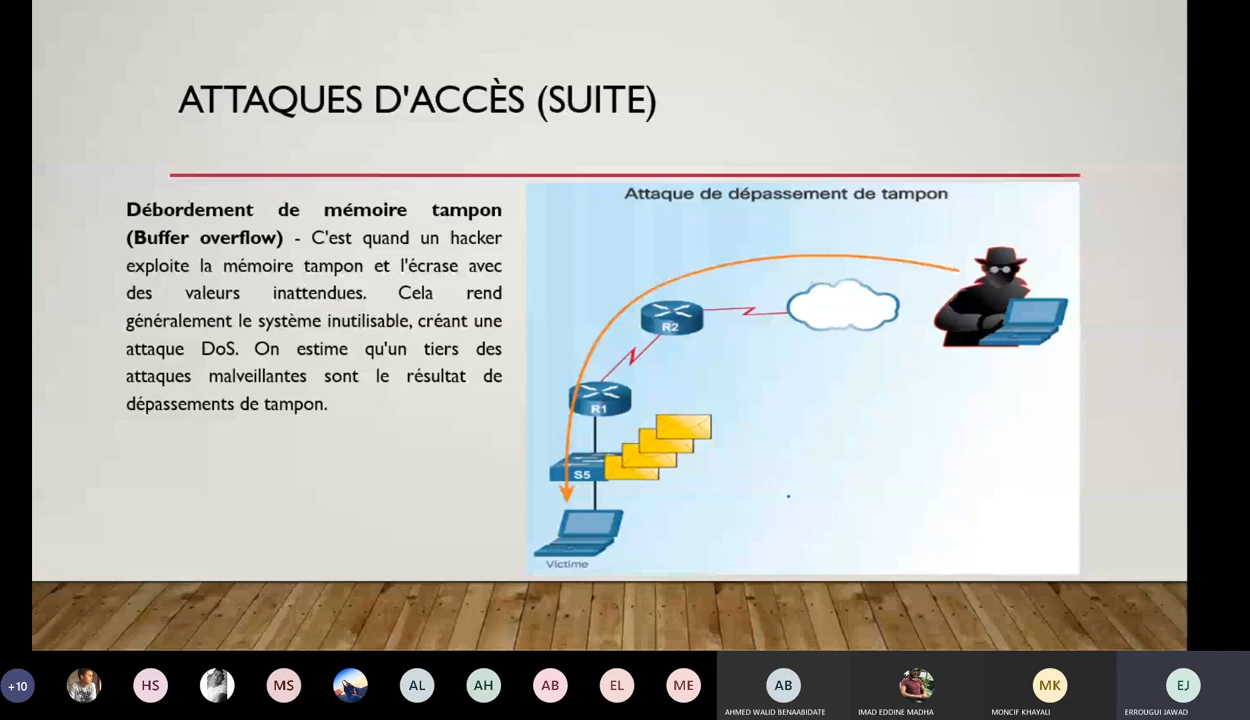 ATTAQUES D'ACCÈS (SUITE)
Débordement de mémoire tampon
(Buffer overflow) - C'est quand un hacker
exploite la mémoire tampon et l'écrase avec
des valeurs inattendues. Cela rend
généralement le système inutilisable, créant une
attaque DoS. On estime qu'un tiers des
attaques malveillantes sont le résultat de
dépassements de tampon.
Attaque de dépassement de tampon
R2
R1
S5
Victime
+10
HS
MS
AL
AH
AB
EL
ME
AB
MK
EJ
AHMED WALID BENAABIDATE
IMAD EDDINE MADHA
MONCIF KHAYALI
ERROUGUI JAWAD